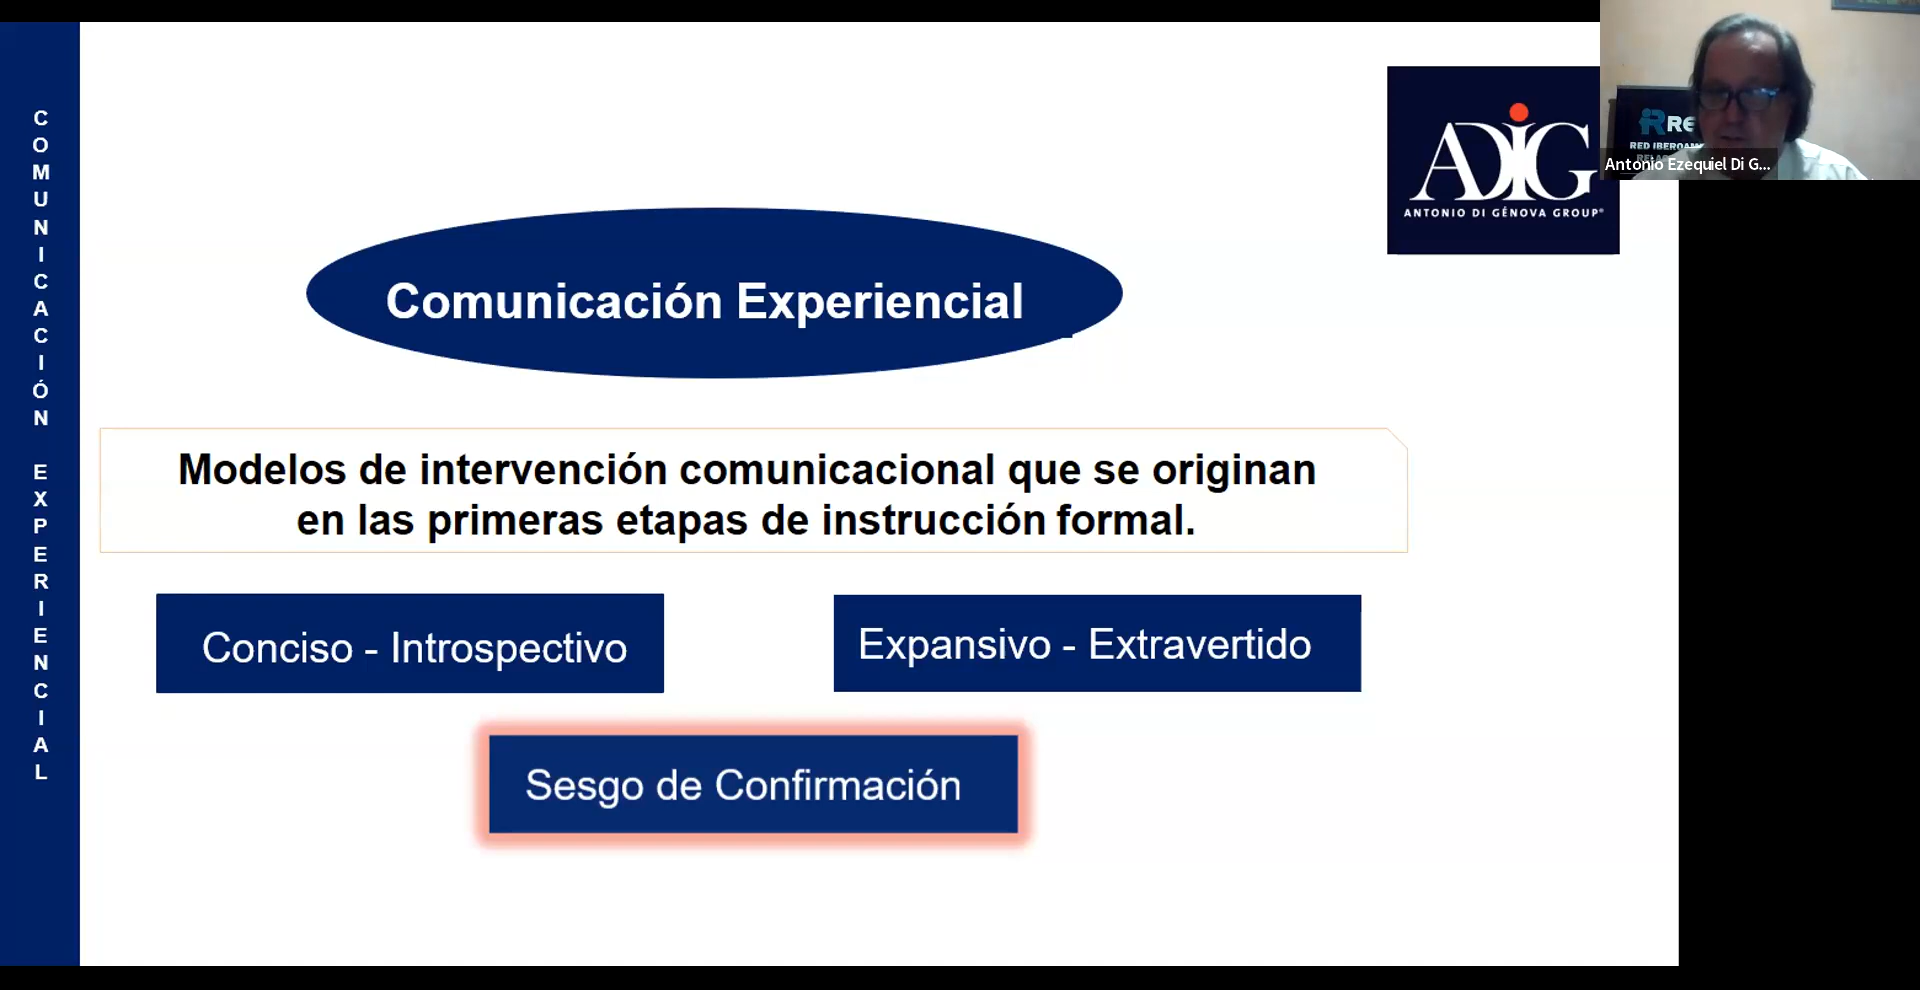 COMUNICACIÓN EXPERIENCIAL
ADiG
ANTONIO DI GÉNOVA GROUP®
RED
Antonio Ezequiel Di G...
Comunicación Experiencial
Modelos de intervención comunicacional que se originan
en las primeras etapas de instrucción formal.
Conciso - Introspectivo
Expansivo - Extravertido
Sesgo de Confirmación